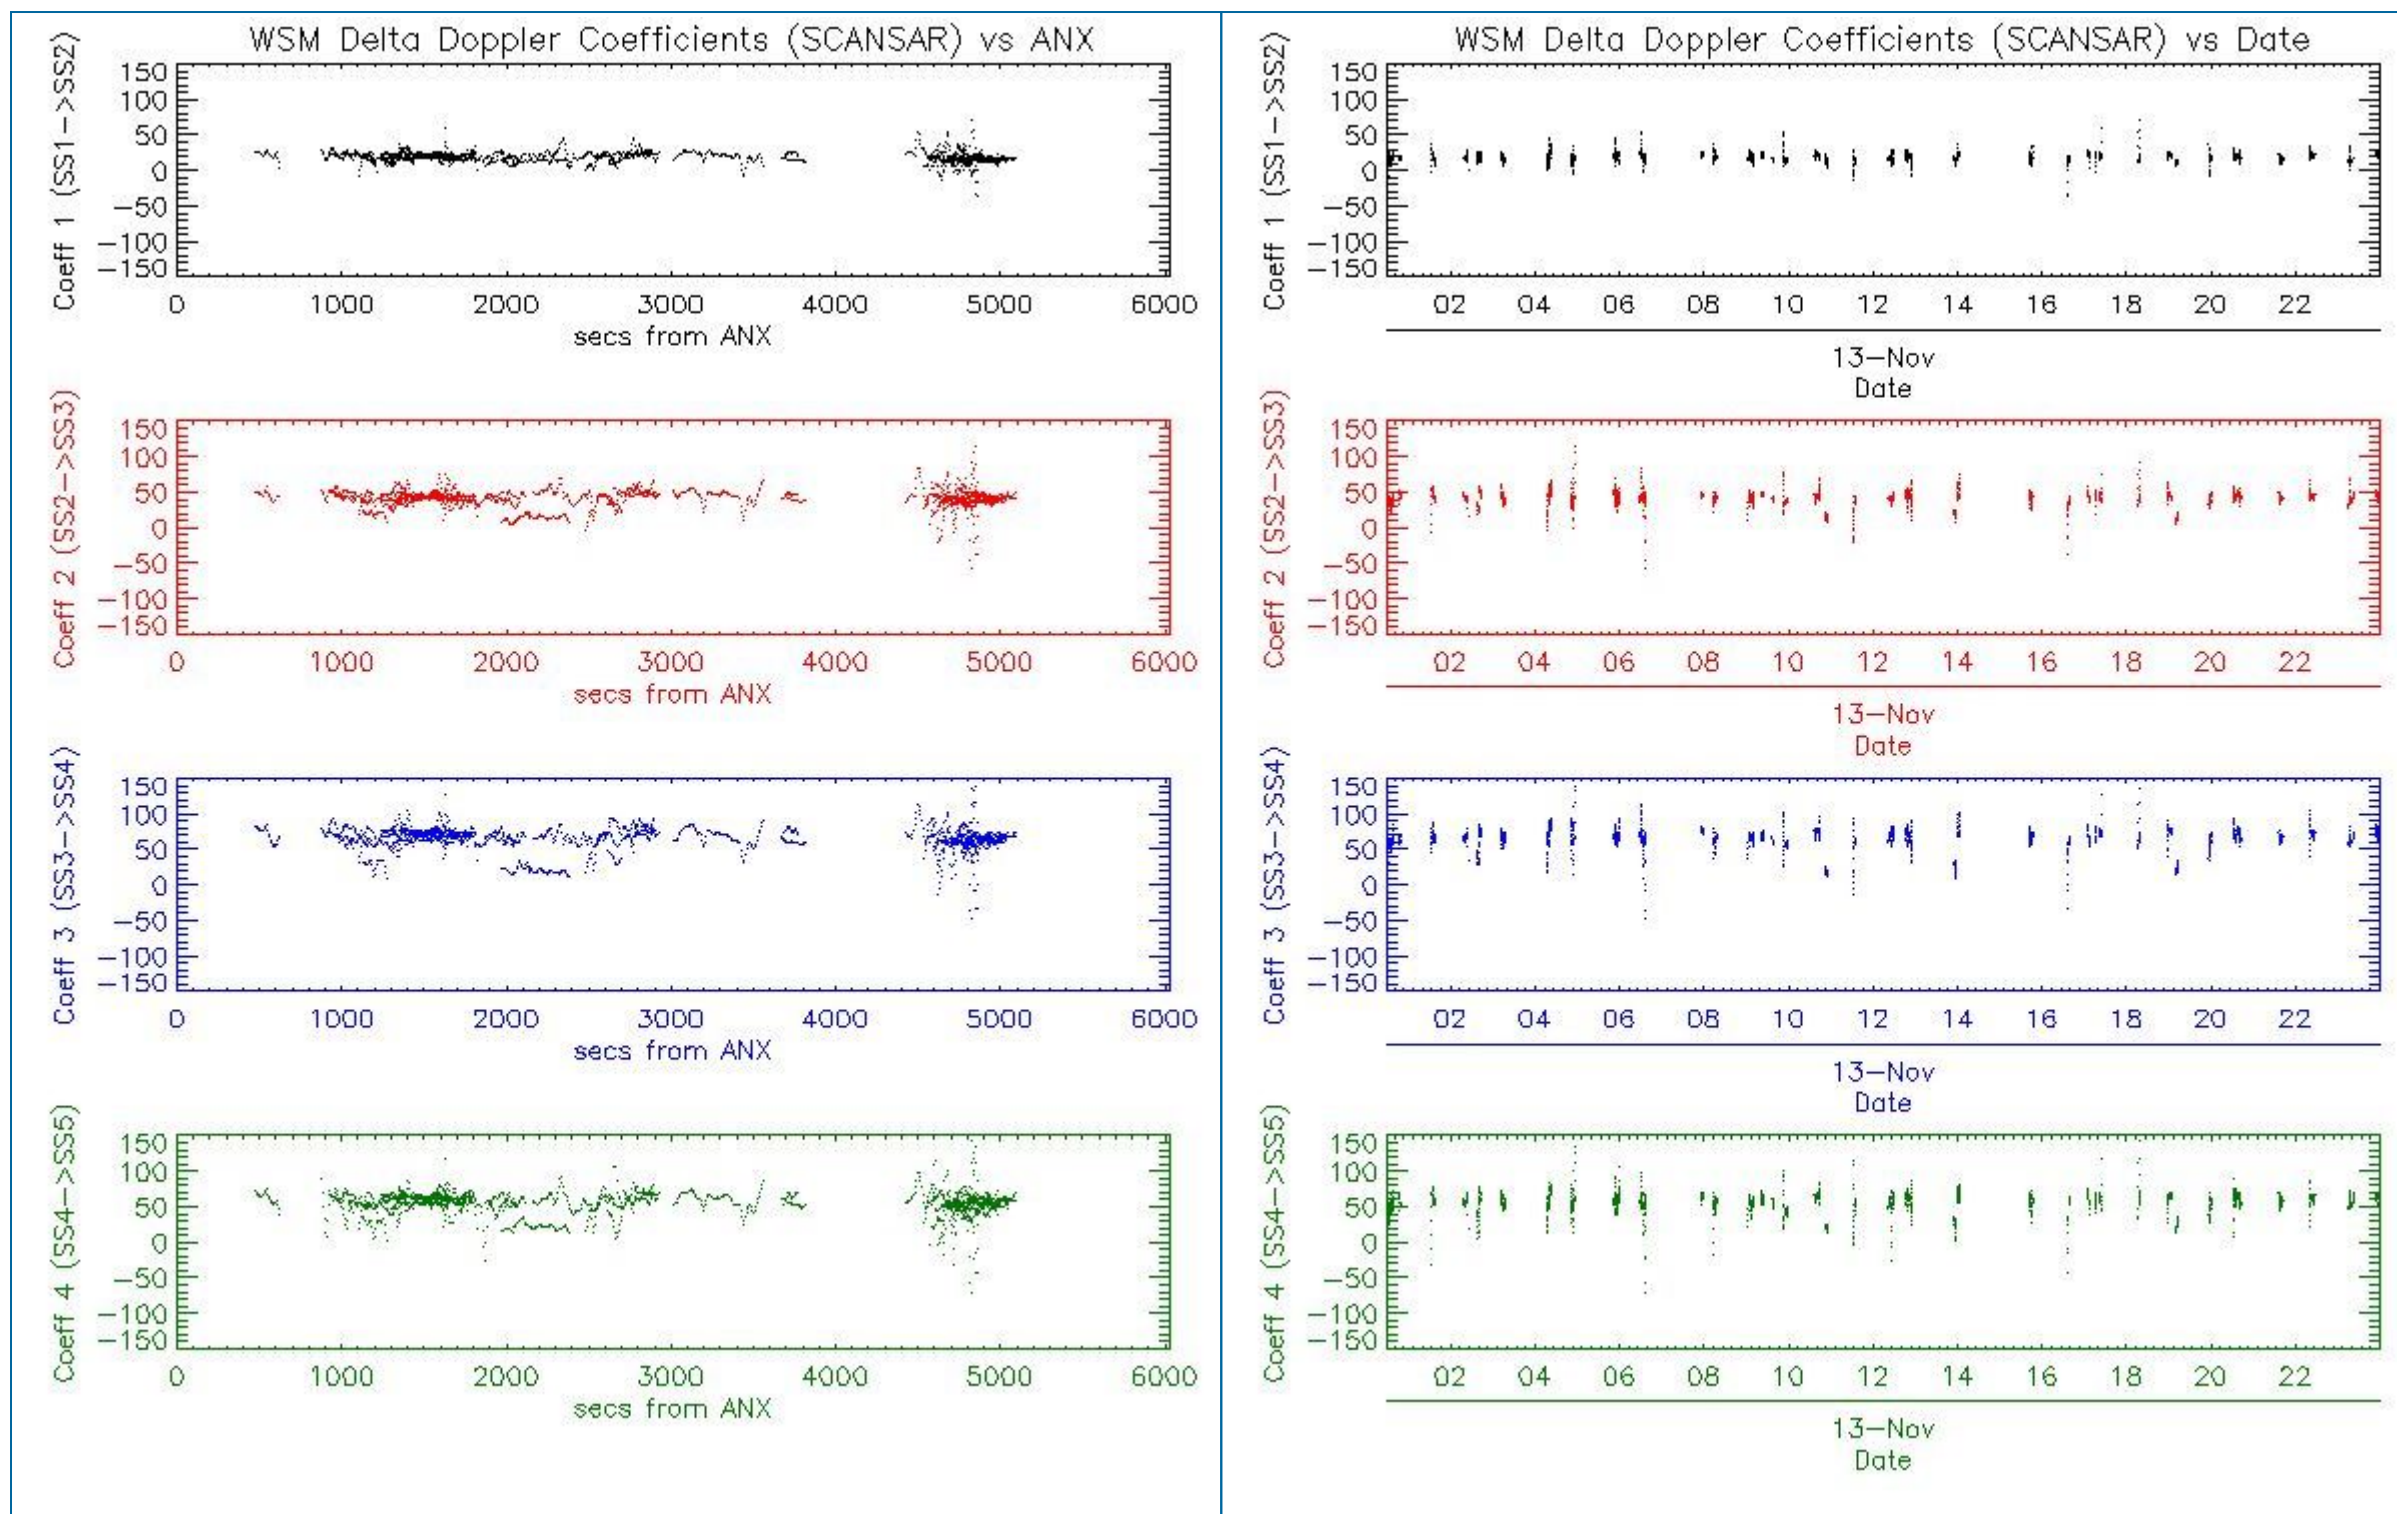 WSM Delta Doppler Coefficients (SCANSAR) vs ANX
Coeff 1 (SS1->SS2)
150
100
50
0
-50
-100
-150
0 1000 2000 3000 4000 5000 6000
secs from ANX
Coeff 2 (SS2->SS3)
150
100
50
0
-50
-100
-150
0 1000 2000 3000 4000 5000 6000
secs from ANX
Coeff 3 (SS3->SS4)
150
100
50
0
-50
-100
-150
0 1000 2000 3000 4000 5000 6000
secs from ANX
Coeff 4 (SS4->SS5)
150
100
50
0
-50
-100
-150
0 1000 2000 3000 4000 5000 6000
secs from ANX
WSM Delta Doppler Coefficients (SCANSAR) vs Date
Coeff 1 (SS1->SS2)
150
100
50
0
-50
-100
-150
02 04 06 08 10 12 14 16 18 20 22
13-Nov
Date
Coeff 2 (SS2->SS3)
150
100
50
0
-50
-100
-150
02 04 06 08 10 12 14 16 18 20 22
13-Nov
Date
Coeff 3 (SS3->SS4)
150
100
50
0
-50
-100
-150
02 04 06 08 10 12 14 16 18 20 22
13-Nov
Date
Coeff 4 (SS4->SS5)
150
100
50
0
-50
-100
-150
02 04 06 08 10 12 14 16 18 20 22
13-Nov
Date